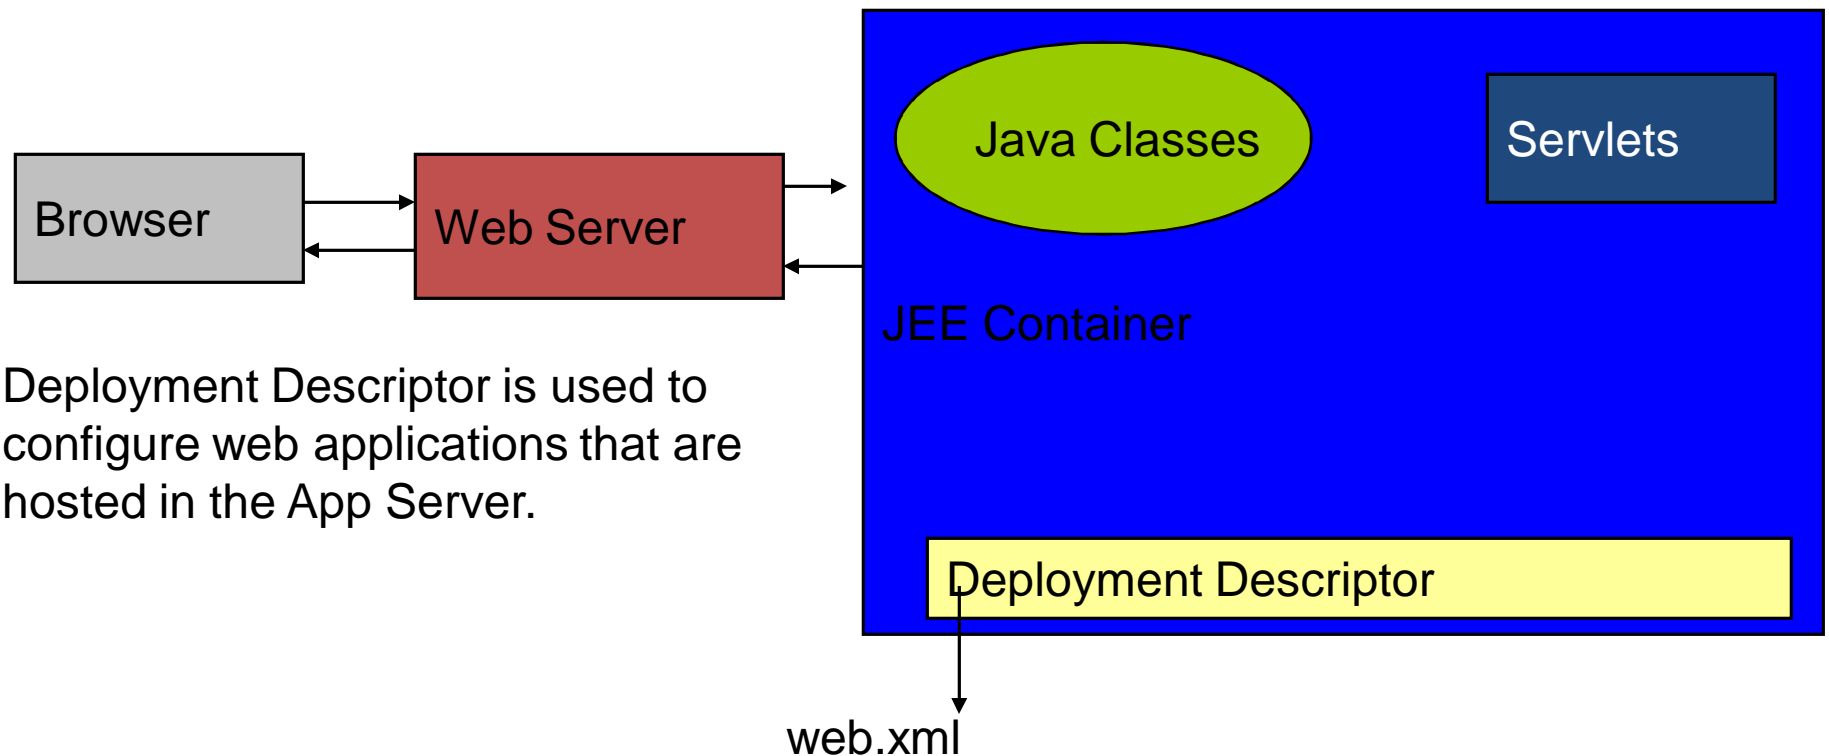 Java Classes
Servlets
Browser
Web Server
JEE Container
Deployment Descriptor is used to
configure web applications that are
hosted in the App Server.
Deployment Descriptor
web.xml